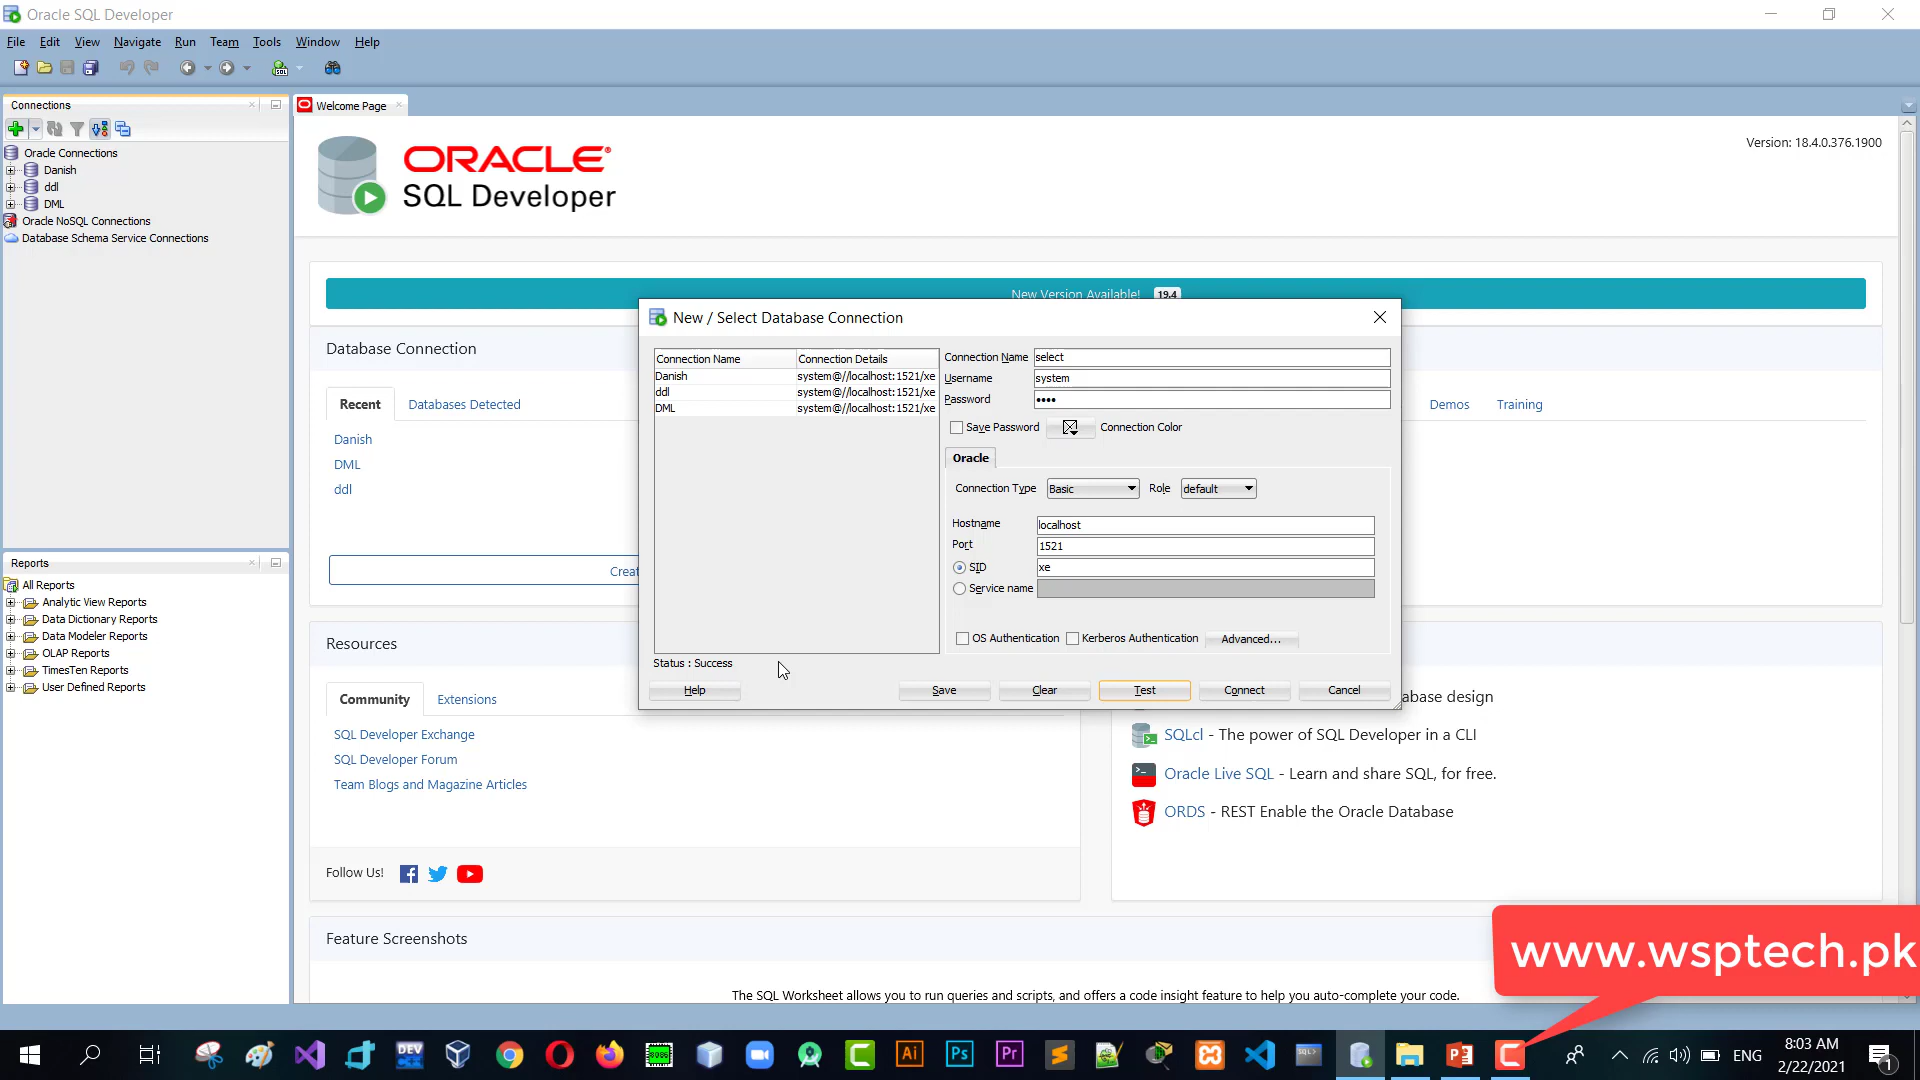 Oracle SQL Developer
File Edit View Navigate Run Team Tools Window Help
Connections
Oracle Connections
Danish
ddl
DML
Oracle NoSQL Connections
Database Schema Service Connections
Reports
All Reports
Analytic View Reports
Data Dictionary Reports
Data Modeler Reports
OLAP Reports
TimesTen Reports
User Defined Reports
Welcome Page
ORACLE
SQL Developer
Version: 18.4.0.376.1900
New Version Available! 19.4
Database Connection
Recent Databases Detected
Danish
DML
ddl
Demos Training
Resources
Community Extensions
SQL Developer Exchange
SQL Developer Forum
Team Blogs and Magazine Articles
Follow Us!
SQLcl - The power of SQL Developer in a CLI
Oracle Live SQL - Learn and share SQL, for free.
ORDS - REST Enable the Oracle Database
Feature Screenshots
The SQL Worksheet allows you to run queries and scripts, and offers a code insight feature to help you auto-complete your code.
New / Select Database Connection
Connection Name Connection Details
Danish system@//localhost:1521/xe
ddl system@//localhost:1521/xe
DML system@//localhost:1521/xe
Connection Name select
Username system
Password ••••
Save Password Connection Color
Oracle
Connection Type Basic Role default
Hostname localhost
Port 1521
SID xe
Service name
OS Authentication Kerberos Authentication Advanced...
Status : Success
Help Save Clear Test Connect Cancel
design
www.wsptech.pk
ENG
8:03 AM
2/22/2021
1